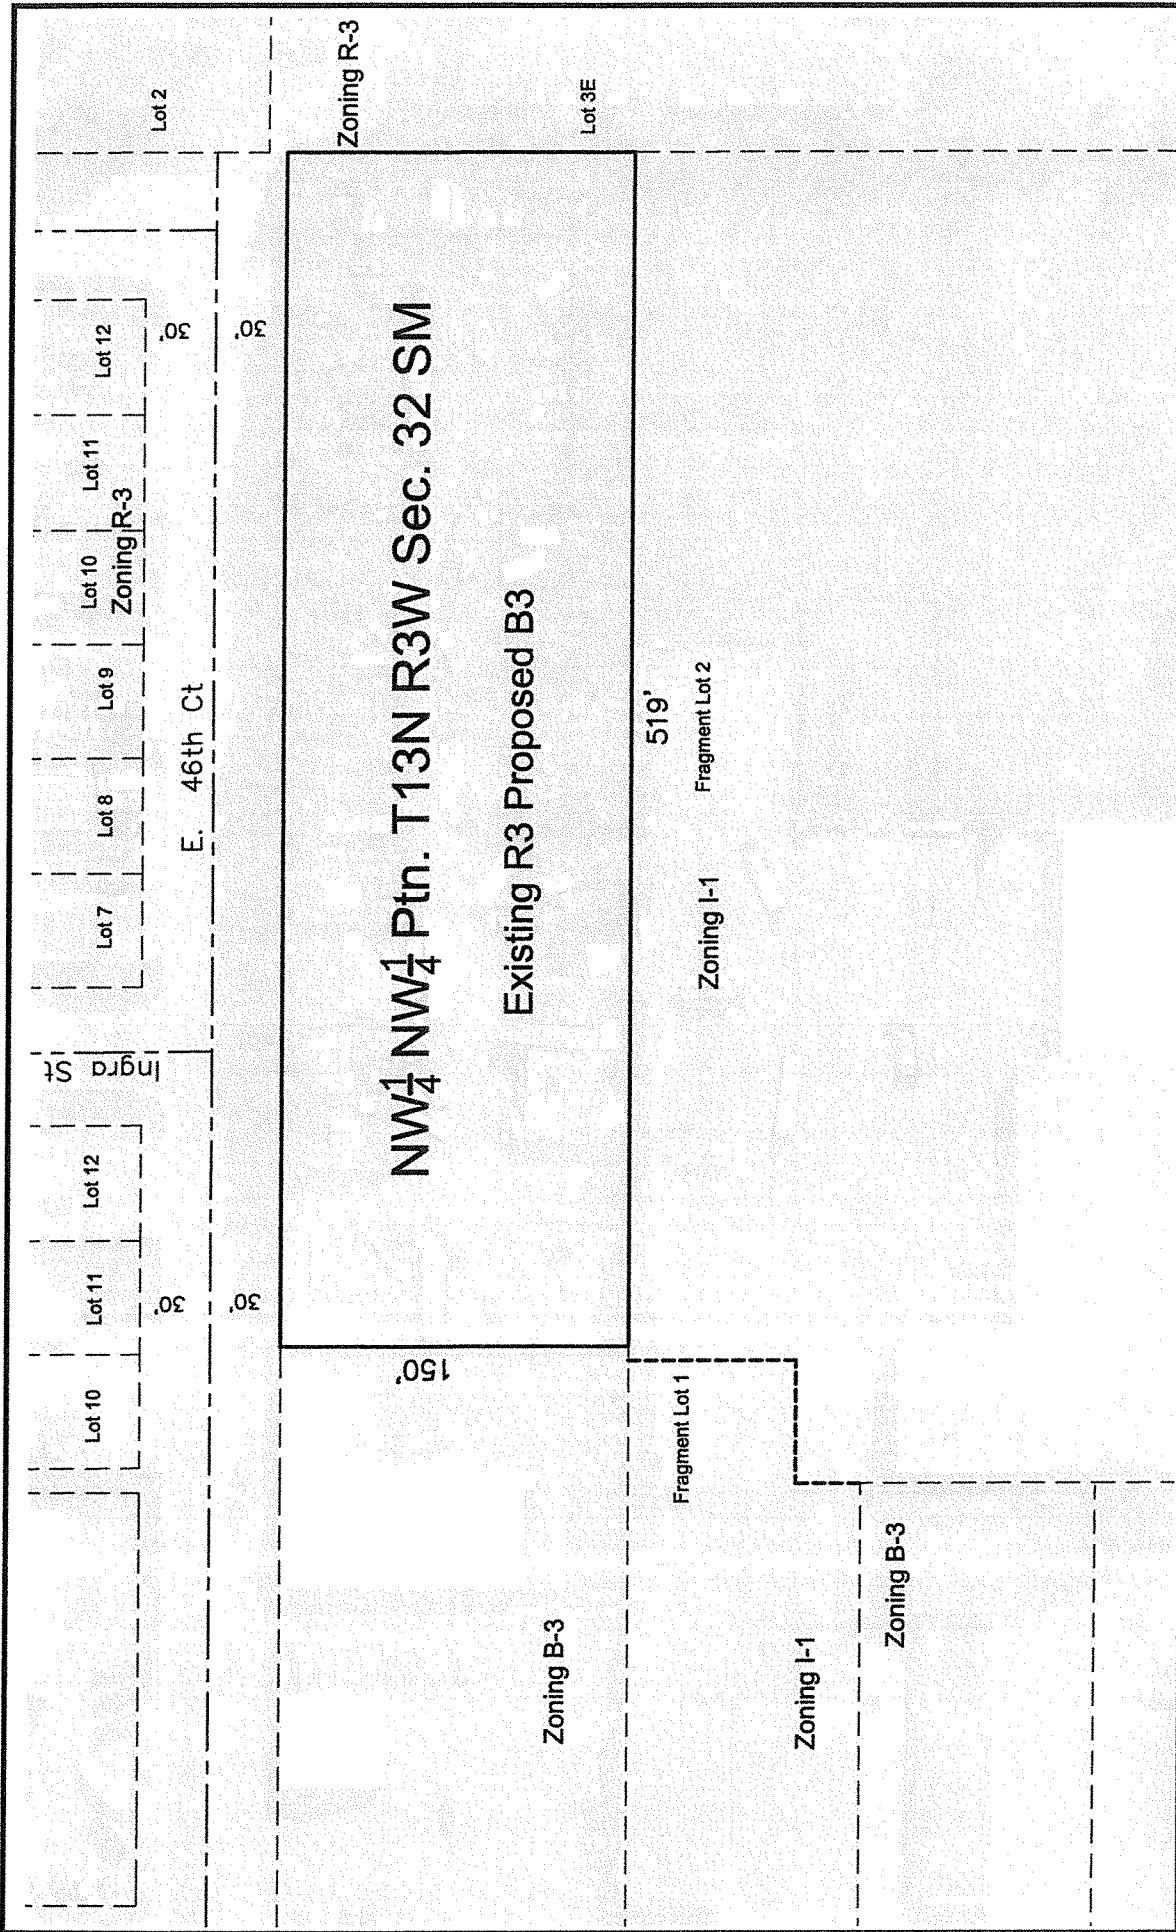 Lot 10
Lot 11
Lot 12
Ingra St
Lot 7
Lot 8
Lot 9
Lot 10
Lot 11
Lot 12
Zoning R-3
Lot 2
30'
30'
E. 46th Ct
30'
30'
Zoning R-3
150'
NW1/4 NW1/4 Ptn. T13N R3W Sec. 32 SM
Existing R3 Proposed B3
Zoning B-3
Lot 3E
519'
Fragment Lot 1
Fragment Lot 2
Zoning I-1
Zoning I-1
Zoning B-3